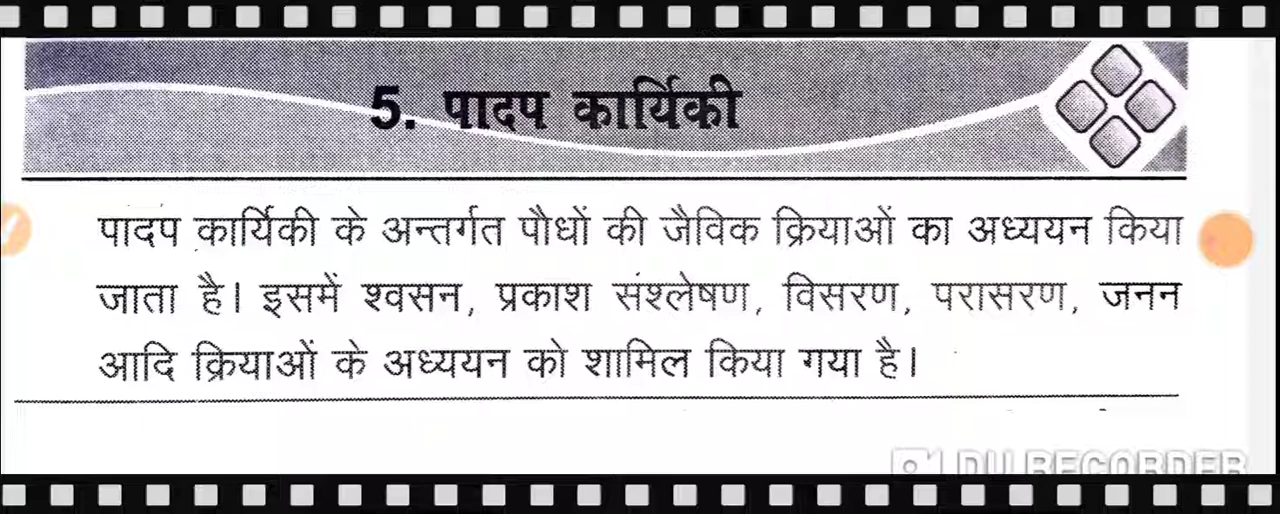 5. पादप कार्यिकी
पादप कार्यिकी के अन्तर्गत पौधों की जैविक क्रियाओं का अध्ययन किया
जाता है। इसमें श्वसन, प्रकाश संश्लेषण, विसरण, परासरण, जनन
आदि क्रियाओं के अध्ययन को शामिल किया गया है।
DU RECORDER